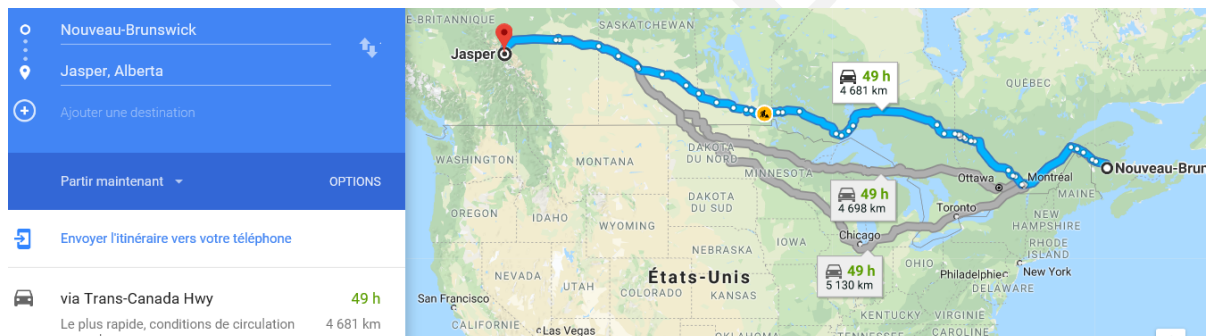 Nouveau-Brunswick
Jasper, Alberta
Ajouter une destination
Partir maintenant
OPTIONS
Envoyer l'itinéraire vers votre téléphone
via Trans-Canada Hwy
49 h
Le plus rapide, conditions de circulation
4 681 km
E-BRITANNIQUE
SASKATCHEWAN
Jasper
49 h
4 681 km
QUÉBEC
WASHINGTON
MONTANA
DAKOTA
DU NORD
MINNESOTA
Ottawa
Montréal
Nouveau-Brun
MAINE
49 h
4 698 km
DAKOTA
DU SUD
Toronto
OREGON
IDAHO
WYOMING
NEW
HAMPSHIRE
Chicago
RHODE
ISLAND
IOWA
NEBRASKA
49 h
5 130 km
OHIO
New York
Philadelphie
DELAWARE
États-Unis
NEVADA
UTAH
COLORADO
KANSAS
San Francisco
KENTUCKY
VIRGINIE
CALIFORNIE
Las Vegas
OKLAHOMA
TENNESSEE
CAROLINE